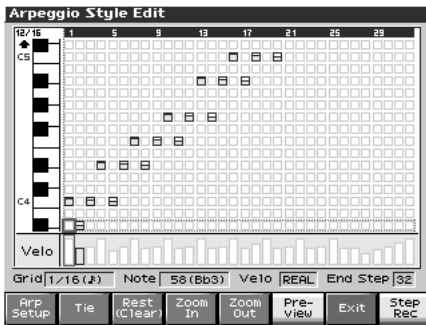 Arpeggio Style Edit
12/16 1 5 9 13 17 21 25 29
C5
C4
Velo
Grid 1/16(♪) Note 58(Bb3) Velo REAL End Step 32
Arp Setup Tie Rest (Clear) Zoom In Zoom Out Pre-view Exit Step Rec